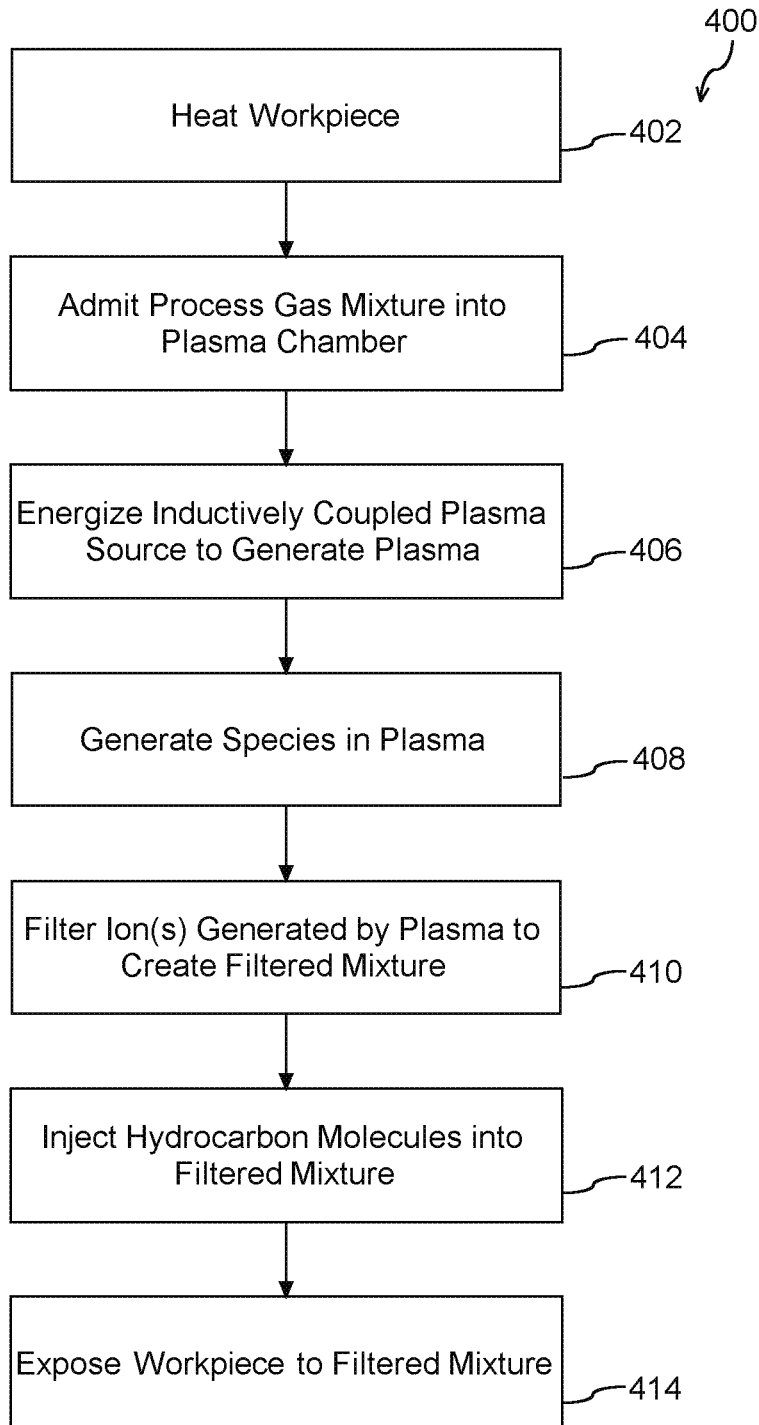 400
Heat Workpiece
402
Admit Process Gas Mixture into
Plasma Chamber
404
Energize Inductively Coupled Plasma
Source to Generate Plasma
406
Generate Species in Plasma
408
Filter Ion(s) Generated by Plasma to
Create Filtered Mixture
410
Inject Hydrocarbon Molecules into
Filtered Mixture
412
Expose Workpiece to Filtered Mixture
414